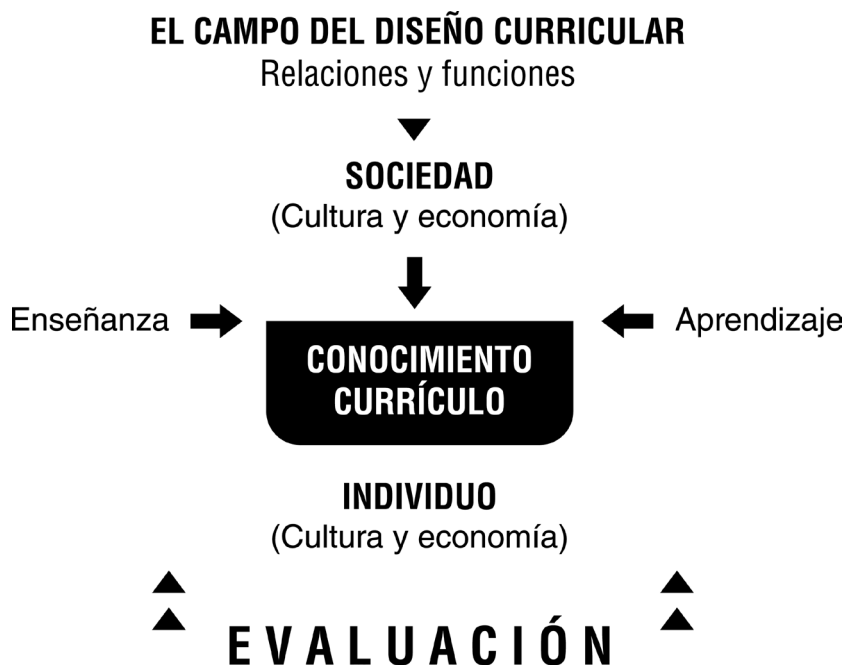 EL CAMPO DEL DISEÑO CURRICULAR
Relaciones y funciones
SOCIEDAD
(Cultura y economía)
Enseñanza
Aprendizaje
CONOCIMIENTO
CURRÍCULO
INDIVIDUO
(Cultura y economía)
EVALUACIÓN